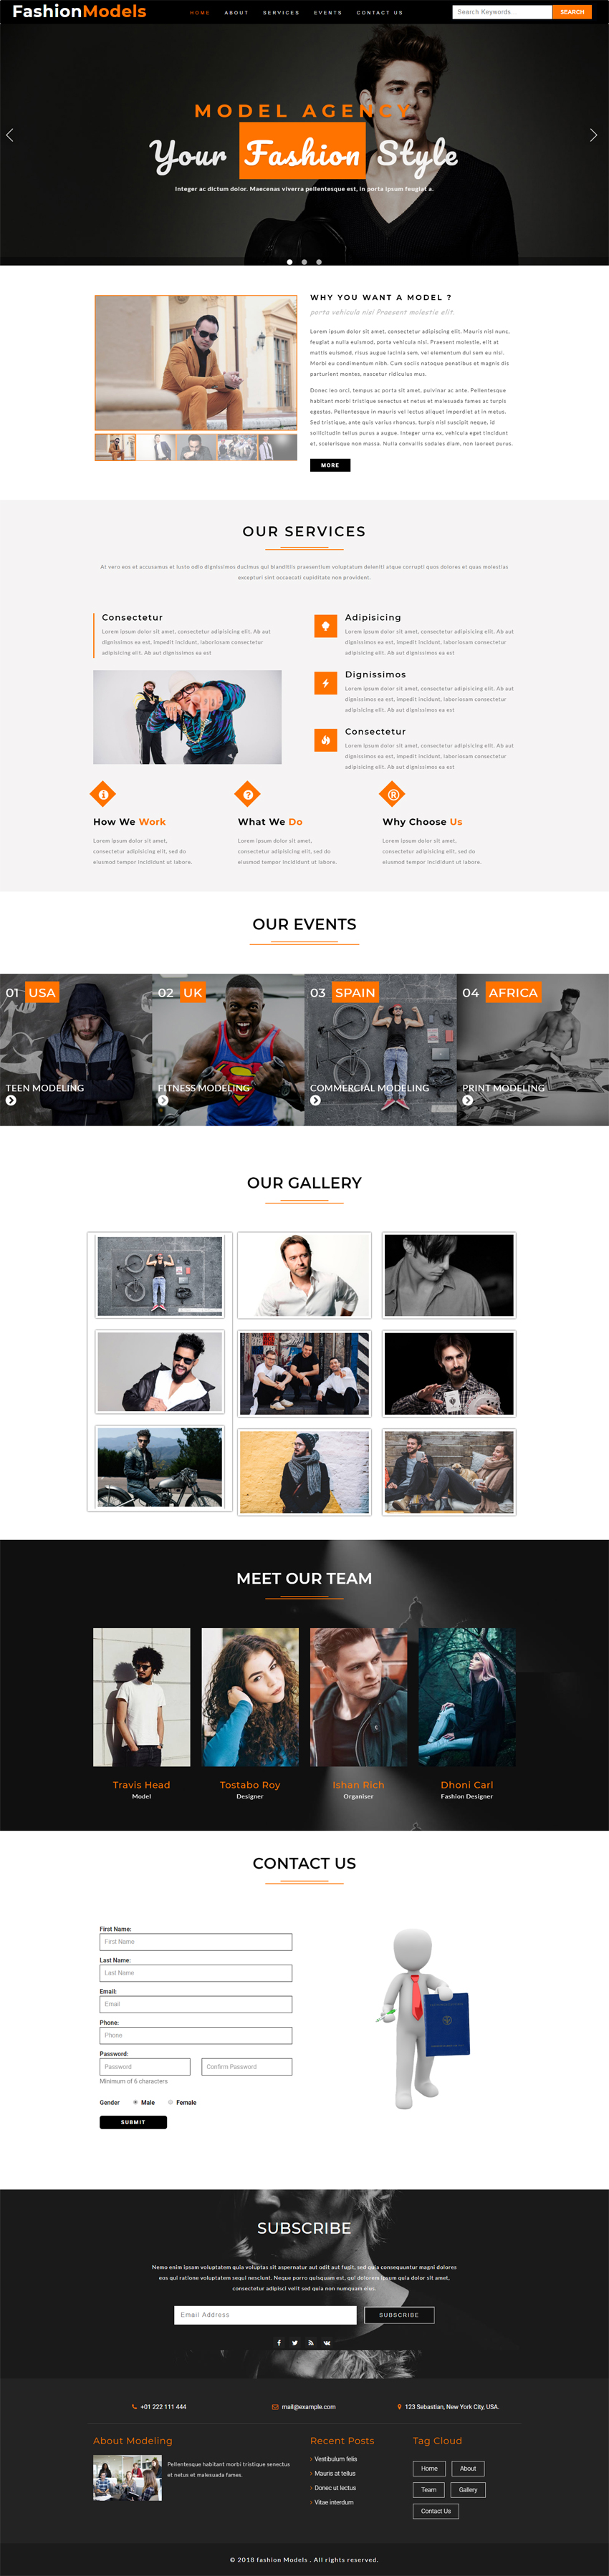 FashionModels
HOME ABOUT SERVICES EVENTS CONTACT US
Search Keywords... SEARCH
MODEL AGENCY
Your Fashion Style
Integer ac dictum dolor. Maecenas viverra pellentesque est, in porta ipsum feugiat a.
WHY YOU WANT A MODEL ?
porta vehicula nisi Praesent molestie elit.
Lorem ipsum dolor sit amet, consectetur adipiscing elit. Mauris nisi nunc,
feugiat a nulla euismod, porta vehicula nisi. Praesent molestie, elit at
mattis euismod, risus augue lacinia sem, vel elementum dui sem eu nisi.
Morbi eu condimentum nibh. Cum sociis natoque penatibus et magnis dis
parturient montes, nascetur ridiculus mus.
Donec leo orci, tempus ac porta sit amet, pulvinar ac ante. Pellentesque
habitant morbi tristique senectus et netus et malesuada fames ac turpis
egestas. Pellentesque in mauris vel lectus aliquet imperdiet at in metus.
Sed tristique, ante quis varius rhoncus, turpis nisl suscipit neque, id
sollicitudin tellus purus a augue. Integer urna ex, vehicula eget tincidunt
et, scelerisque non massa. Nulla convallis sodales diam, non laoreet purus.
MORE
OUR SERVICES
At vero eos et accusamus et iusto odio dignissimos ducimus qui blanditiis praesentium voluptatum deleniti atque corrupti quos dolores et quas molestias
excepturi sint occaecati cupiditate non provident.
Consectetur
Lorem ipsum dolor sit amet, consectetur adipisicing elit. Ab aut
dignissimos ea est, impedit incidunt, laboriosam consectetur
adipisicing elit. Ab aut dignissimos ea est
Adipisicing
Lorem ipsum dolor sit amet, consectetur adipisicing elit. Ab aut
dignissimos ea est, impedit incidunt, laboriosam consectetur
adipisicing elit. Ab aut dignissimos ea est
Dignissimos
Lorem ipsum dolor sit amet, consectetur adipisicing elit. Ab aut
dignissimos ea est, impedit incidunt, laboriosam consectetur
adipisicing elit. Ab aut dignissimos ea est
Consectetur
Lorem ipsum dolor sit amet, consectetur adipisicing elit. Ab aut
dignissimos ea est, impedit incidunt, laboriosam consectetur
adipisicing elit. Ab aut dignissimos ea est
How We Work
Lorem ipsum dolor sit amet,
consectetur adipisicing elit, sed do
eiusmod tempor incididunt ut labore.
What We Do
Lorem ipsum dolor sit amet,
consectetur adipisicing elit, sed do
eiusmod tempor incididunt ut labore.
Why Choose Us
Lorem ipsum dolor sit amet,
consectetur adipisicing elit, sed do
eiusmod tempor incididunt ut labore.
OUR EVENTS
01 USA
TEEN MODELING
02 UK
FITNESS MODELING
03 SPAIN
COMMERCIAL MODELING
04 AFRICA
PRINT MODELING
OUR GALLERY
MEET OUR TEAM
Travis Head
Model
Tostabo Roy
Designer
Ishan Rich
Organiser
Dhoni Carl
Fashion Designer
CONTACT US
First Name:
First Name
Last Name:
Last Name
Email:
Email
Phone:
Phone
Password:
Password Confirm Password
Minimum of 6 characters
Gender Male Female
SUBMIT
SUBSCRIBE
Nemo enim ipsam voluptatem quia voluptas sit aspernatur aut odit aut fugit, sed quia consequuntur magni dolores
eos qui ratione voluptatem sequi nesciunt. Neque porro quisquam est, qui dolorem ipsum quia dolor sit amet,
consectetur adipisci velit sed quia non numquam eius.
Email Address SUBSCRIBE
+01 222 111 444 mail@example.com 123 Sebastian, New York City, USA.
About Modeling
Pellentesque habitant morbi tristique senectus
et netus et malesuada fames.
Recent Posts
Vestibulum felis
Mauris at tellus
Donec ut lectus
Vitae interdum
Tag Cloud
Home About
Team Gallery
Contact Us
© 2018 fashion Models . All rights reserved.